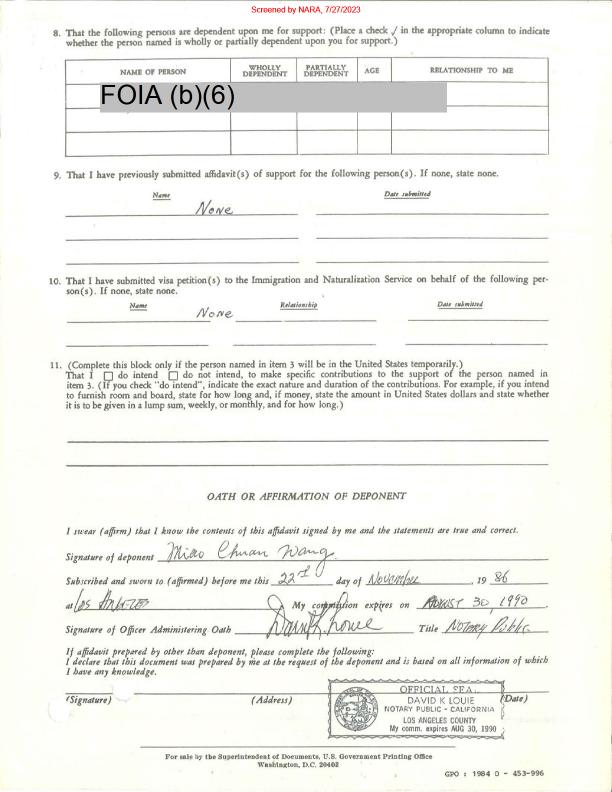 Screened by NARA, 7/27/2023
8. That the following persons are dependent upon me for support: (Place a check ✓ in the appropriate column to indicate
whether the person named is wholly or partially dependent upon you for support.)
NAME OF PERSON WHOLLY DEPENDENT PARTIALLY DEPENDENT AGE RELATIONSHIP TO ME
FOIA (b)(6)
9. That I have previously submitted affidavit(s) of support for the following person(s). If none, state none.
Name Date submitted
None
10. That I have submitted visa petition(s) to the Immigration and Naturalization Service on behalf of the following per-
son(s). If none, state none.
Name Relationship Date submitted
None
11. (Complete this block only if the person named in item 3 will be in the United States temporarily.)
That I ☐ do intend ☐ do not intend, to make specific contributions to the support of the person named in
item 3. (If you check "do intend", indicate the exact nature and duration of the contributions. For example, if you intend
to furnish room and board, state for how long and, if money, state the amount in United States dollars and state whether
it is to be given in a lump sum, weekly, or monthly, and for how long.)
OATH OR AFFIRMATION OF DEPONENT
I swear (affirm) that I know the contents of this affidavit signed by me and the statements are true and correct.
Signature of deponent Miao Chuan Wang
Subscribed and sworn to (affirmed) before me this 22nd day of November, 19 86
at Los Angeles My commission expires on August 30, 1990.
Signature of Officer Administering Oath David K. Louie Title Notary Public
If affidavit prepared by other than deponent, please complete the following:
I declare that this document was prepared by me at the request of the deponent and is based on all information of which
I have any knowledge.
(Signature) (Address) (Date)
OFFICIAL SEAL
DAVID K LOUIE
NOTARY PUBLIC - CALIFORNIA
LOS ANGELES COUNTY
My comm. expires AUG 30, 1990
For sale by the Superintendent of Documents, U.S. Government Printing Office
Washington, D.C. 20402
GPO : 1984 O - 453-996